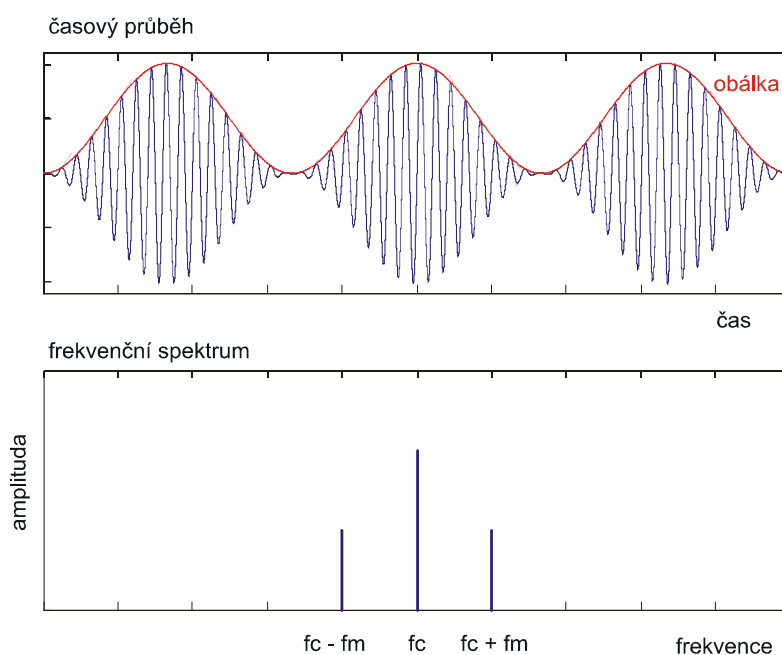 časový průběh
obálka
čas
frekvenční spektrum
amplituda
fc - fm
fc
fc + fm
frekvence